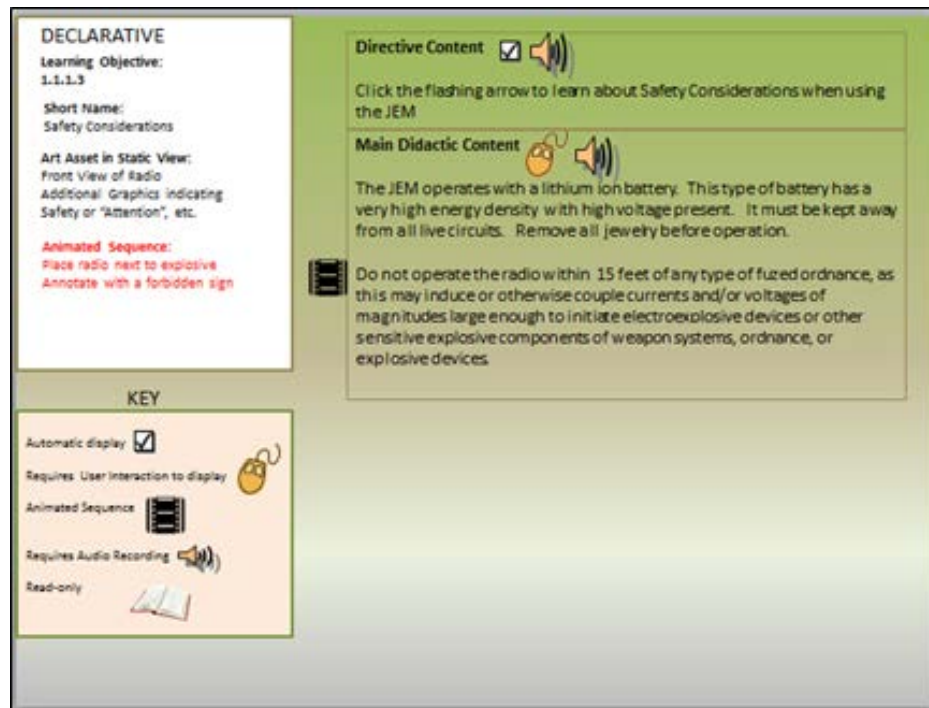 DECLARATIVE
Learning Objective:
1.1.1.3
Short Name:
Safety Considerations
Art Asset in Static View:
Front View of Radio
Additional Graphics indicating
Safety or "Attention", etc.
Animated Sequence:
Place radio next to explosive
Annotate with a forbidden sign
KEY
Automatic display
Requires User Interaction to display
Animated Sequence
Requires Audio Recording
Read-only
Directive Content
Click the flashing arrow to learn about Safety Considerations when using
the JEM
Main Didactic Content
The JEM operates with a lithium ion battery. This type of battery has a
very high energy density with high voltage present. It must be kept away
from all live circuits. Remove all jewelry before operation.
Do not operate the radio within 15 feet of any type of fuzed ordnance, as
this may induce or otherwise couple currents and/or voltages of
magnitudes large enough to initiate electroexplosive devices or other
sensitive explosive components of weapon systems, ordnance, or
explosive devices.